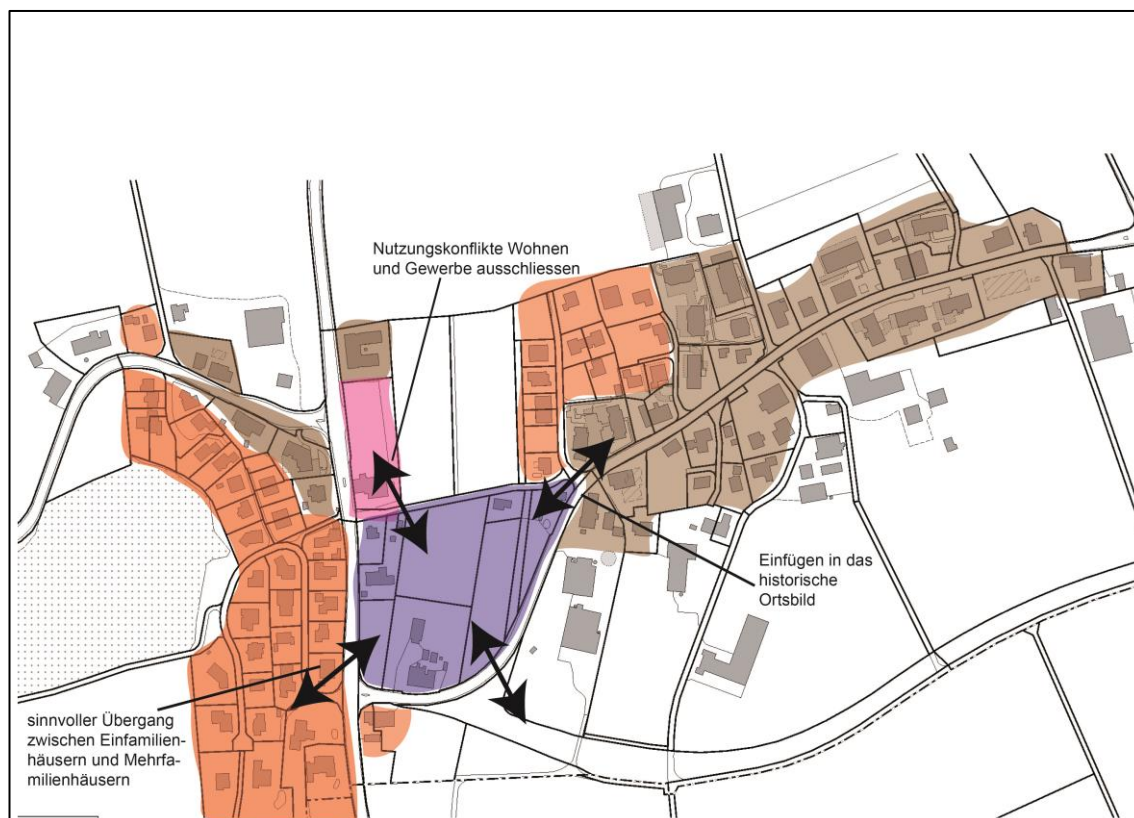 Nutzungskonflikte Wohnen
und Gewerbe ausschliessen
Einfügen in das
historische
Ortsbild
sinnvoller Übergang
zwischen Einfamilien-
häusern und Mehrfa-
milienhäusern